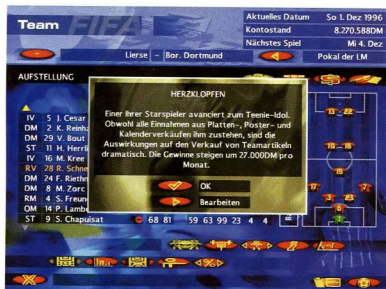 Team
Aktuelles Datum So 1. Dez 1996
Kontostand 8.270.588DM
Nächstes Spiel Mi 4. Dez
Lierse - Bor. Dortmund
Pokal der LM
AUFSTELLUNG
HERZKLOPFEN
Einer Ihrer Starspieler avanciert zum Teenie-Idol.
Obwohl alle Einnahmen aus Platten-, Poster- und
Kalenderverkäufen ihm zustehen, sind die
Auswirkungen auf den Verkauf von Teamartikeln
dramatisch. Die Gewinne steigen um 27.000DM pro
Monat.
OK
Bearbeiten
IV 5 J. Cesar
DM 2 K. Reinh
DM 29 V. But
ST 11 H. Herrl
IV 16 M. Kree
RV 28 R. Schne
DM 24 F. Riethm
DM 8 M. Zorc
RM 4 S. Freun
OM 14 P. Lamb
ST 9 S. Chapuisat 68 81 59 63 99 23 4 4